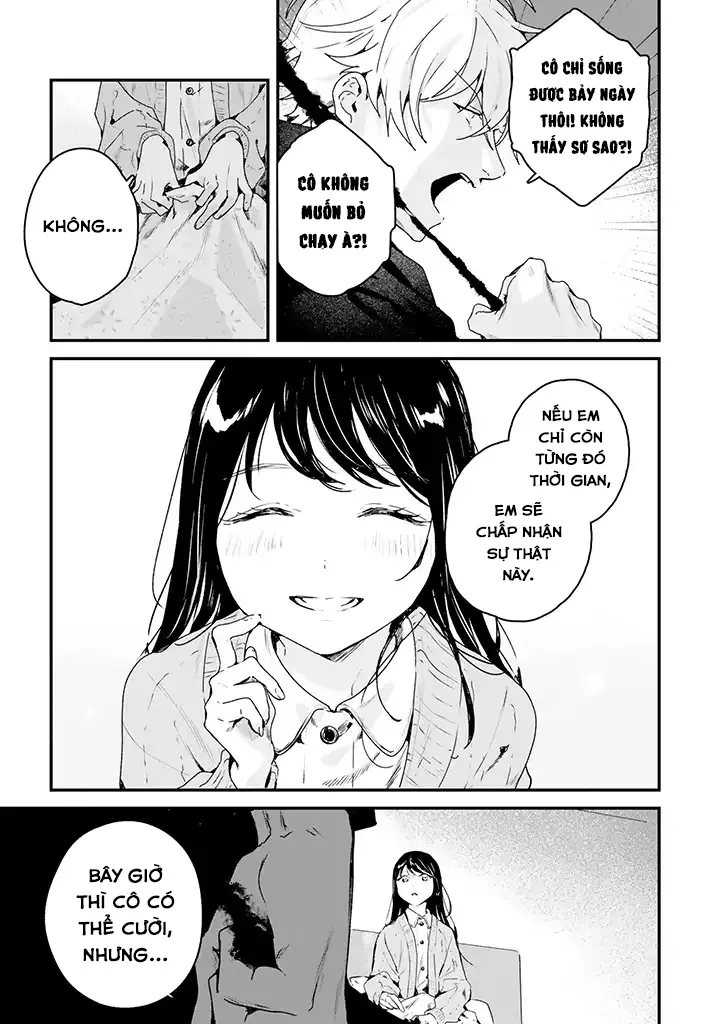 CÔ CHỈ SỐNG
ĐƯỢC BẢY NGÀY
THÔI!! KHÔNG
THẤY SỢ SAO?!
CÔ KHÔNG
MUỐN BỎ
CHẠY À?!
KHÔNG...
NẾU EM
CHỈ CÒN
TỪNG ĐÓ
THỜI GIAN,
EM SẼ
CHẤP NHẬN
SỰ THẬT
NÀY.
BÂY GIỜ
THÌ CÔ CÓ
THỂ CƯỜI,
NHƯNG...